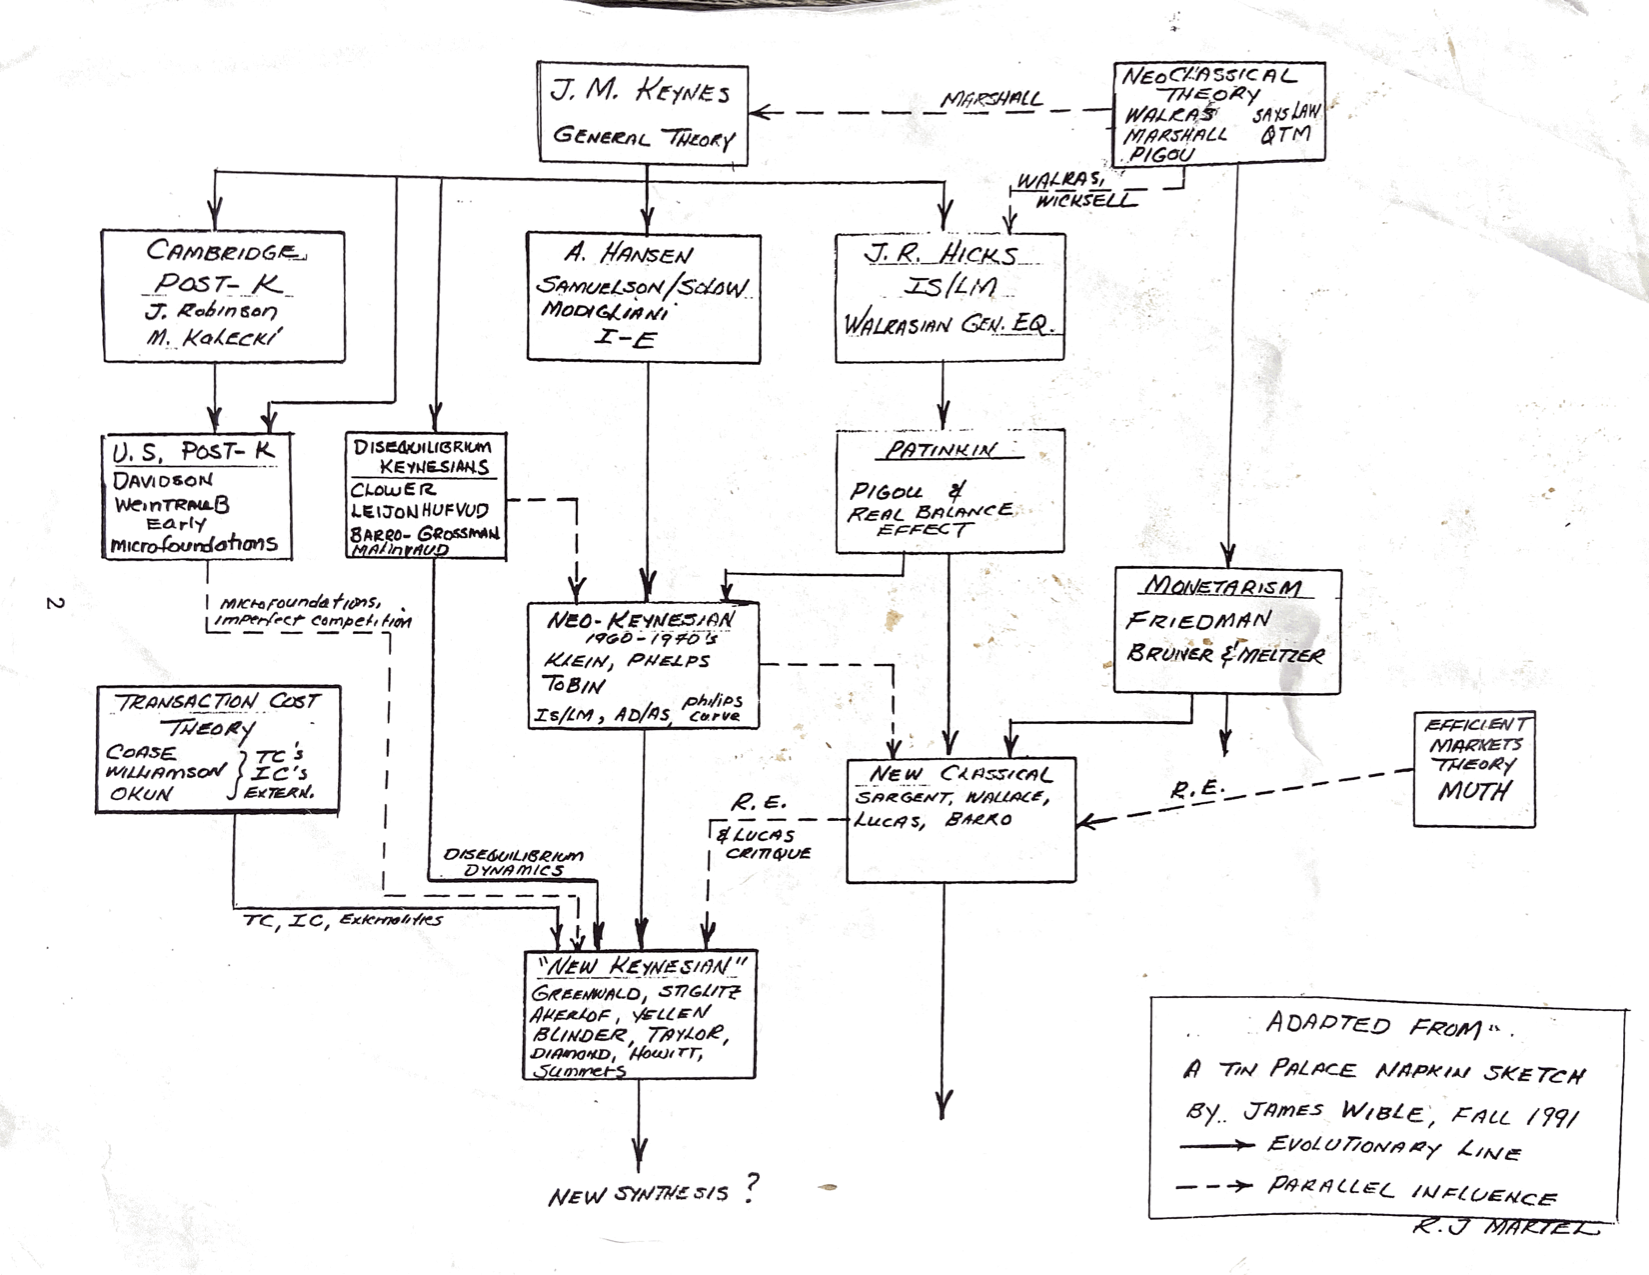 J. M. KEYNES
GENERAL THEORY
MARSHALL
NEOCLASSICAL
THEORY
WALRAS SAYS LAW
MARSHALL QTM
PIGOU
WALRAS,
WICKSELL
CAMBRIDGE
POST-K
J. Robinson
M. Kalecki
A. HANSEN
SAMUELSON/SOLOW
MODIGLIANI
I-E
J.R. HICKS
IS/LM
WALRASIAN GEN. EQ.
U.S. POST-K
DAVIDSON
WEINTRAUB
Early
microfoundations
DISEQUILIBRIUM
KEYNESIANS
CLOWER
LEIJONHUFVUD
BARRO-GROSSMAN
MALINVAUD
PATINKIN
PIGOU &
REAL BALANCE
EFFECT
MONETARISM
FRIEDMAN
BRUNER & MELTZER
2
microfoundations,
imperfect competition
NEO-KEYNESIAN
1960-1970's
KLEIN, PHELPS
TOBIN
IS/LM, AD/AS, philips
curve
TRANSACTION COST
THEORY
COASE } TC's
WILLIAMSON } IC's
OKUN } EXTERN.
NEW CLASSICAL
SARGENT, WALLACE,
LUCAS, BARRO
R.E.
EFFICIENT
MARKETS
THEORY
MUTH
R.E.
& LUCAS
CRITIQUE
DISEQUILIBRIUM
DYNAMICS
TC, IC, Externalities
"NEW KEYNESIAN"
GREENWALD, STIGLITZ
AKERLOF, YELLEN
BLINDER, TAYLOR,
DIAMOND, HOWITT,
Summers
NEW SYNTHESIS ?
ADAPTED FROM
A TIN PALACE NAPKIN SKETCH
BY JAMES WIBLE, FALL 1991
EVOLUTIONARY LINE
PARALLEL INFLUENCE
R.J MARTEL